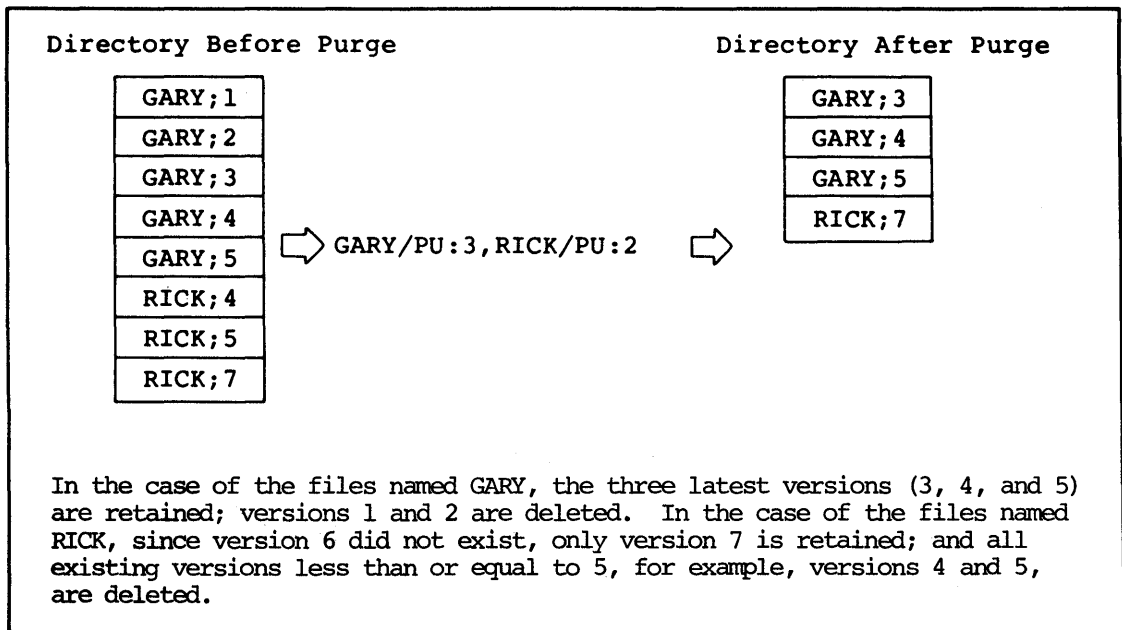 Directory Before Purge
Directory After Purge
GARY;1
GARY;2
GARY;3
GARY;4
GARY;5
RICK;4
RICK;5
RICK;7
GARY/PU:3,RICK/PU:2
GARY;3
GARY;4
GARY;5
RICK;7
In the case of the files named GARY, the three latest versions (3, 4, and 5)
are retained; versions 1 and 2 are deleted. In the case of the files named
RICK, since version 6 did not exist, only version 7 is retained; and all
existing versions less than or equal to 5, for example, versions 4 and 5,
are deleted.